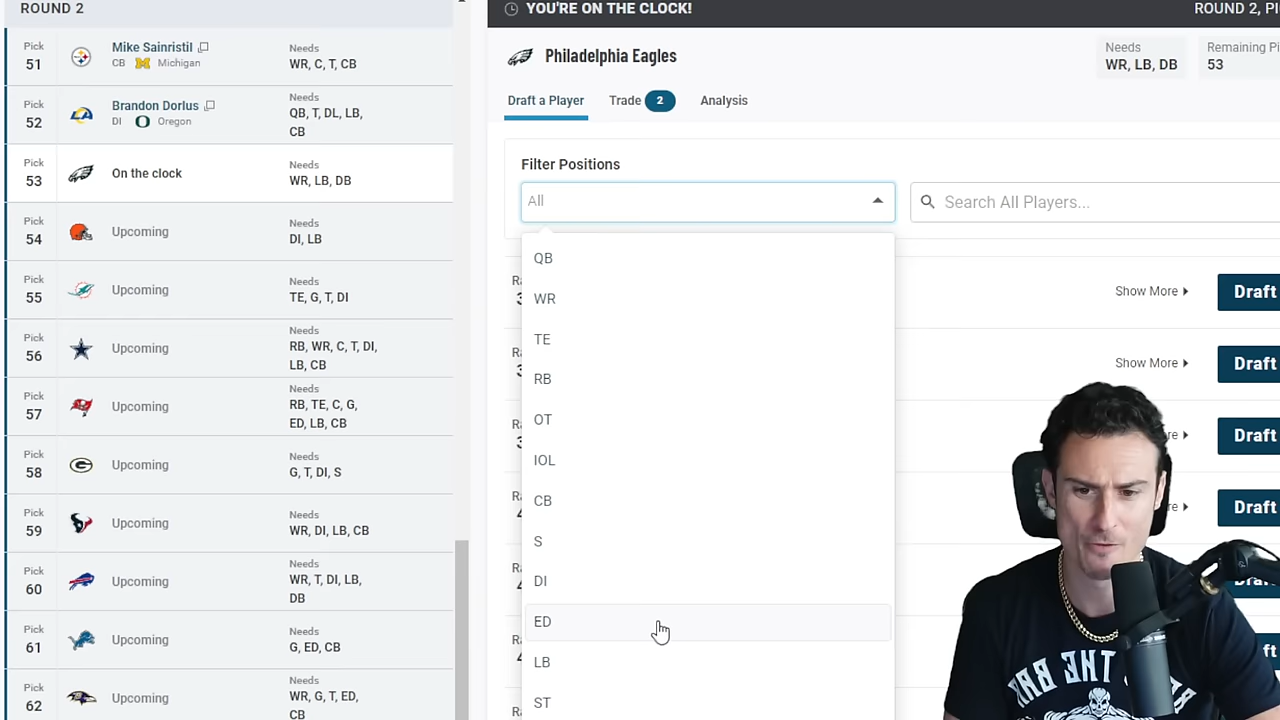 ROUND 2
Pick
51
Mike Sainristil
CB Michigan
Needs
WR, C, T, CB
Pick
52
Brandon Dorlus
DI Oregon
Needs
QB, T, DL, LB,
CB
Pick
53
On the clock
Needs
WR, LB, DB
Pick
54
Upcoming
Needs
DI, LB
Pick
55
Upcoming
Needs
TE, G, T, DI
Pick
56
Upcoming
Needs
RB, WR, C, T, DI,
LB, CB
Pick
57
Upcoming
Needs
RB, TE, C, G,
ED, LB, CB
Pick
58
Upcoming
Needs
G, T, DI, S
Pick
59
Upcoming
Needs
WR, DI, LB, CB
Pick
60
Upcoming
Needs
WR, T, DI, LB,
DB
Pick
61
Upcoming
Needs
G, ED, CB
Pick
62
Upcoming
Needs
WR, G, T, ED,
CB
YOU'RE ON THE CLOCK!
ROUND 2,
Philadelphia Eagles
Needs
WR, LB, DB
Remaining
53
Draft a Player
Trade 2
Analysis
Filter Positions
All
Search All Players...
QB
WR
TE
RB
OT
IOL
CB
S
DI
ED
LB
ST
Show More
Draft
Show More
Draft
Draft
Draft
THE BAR